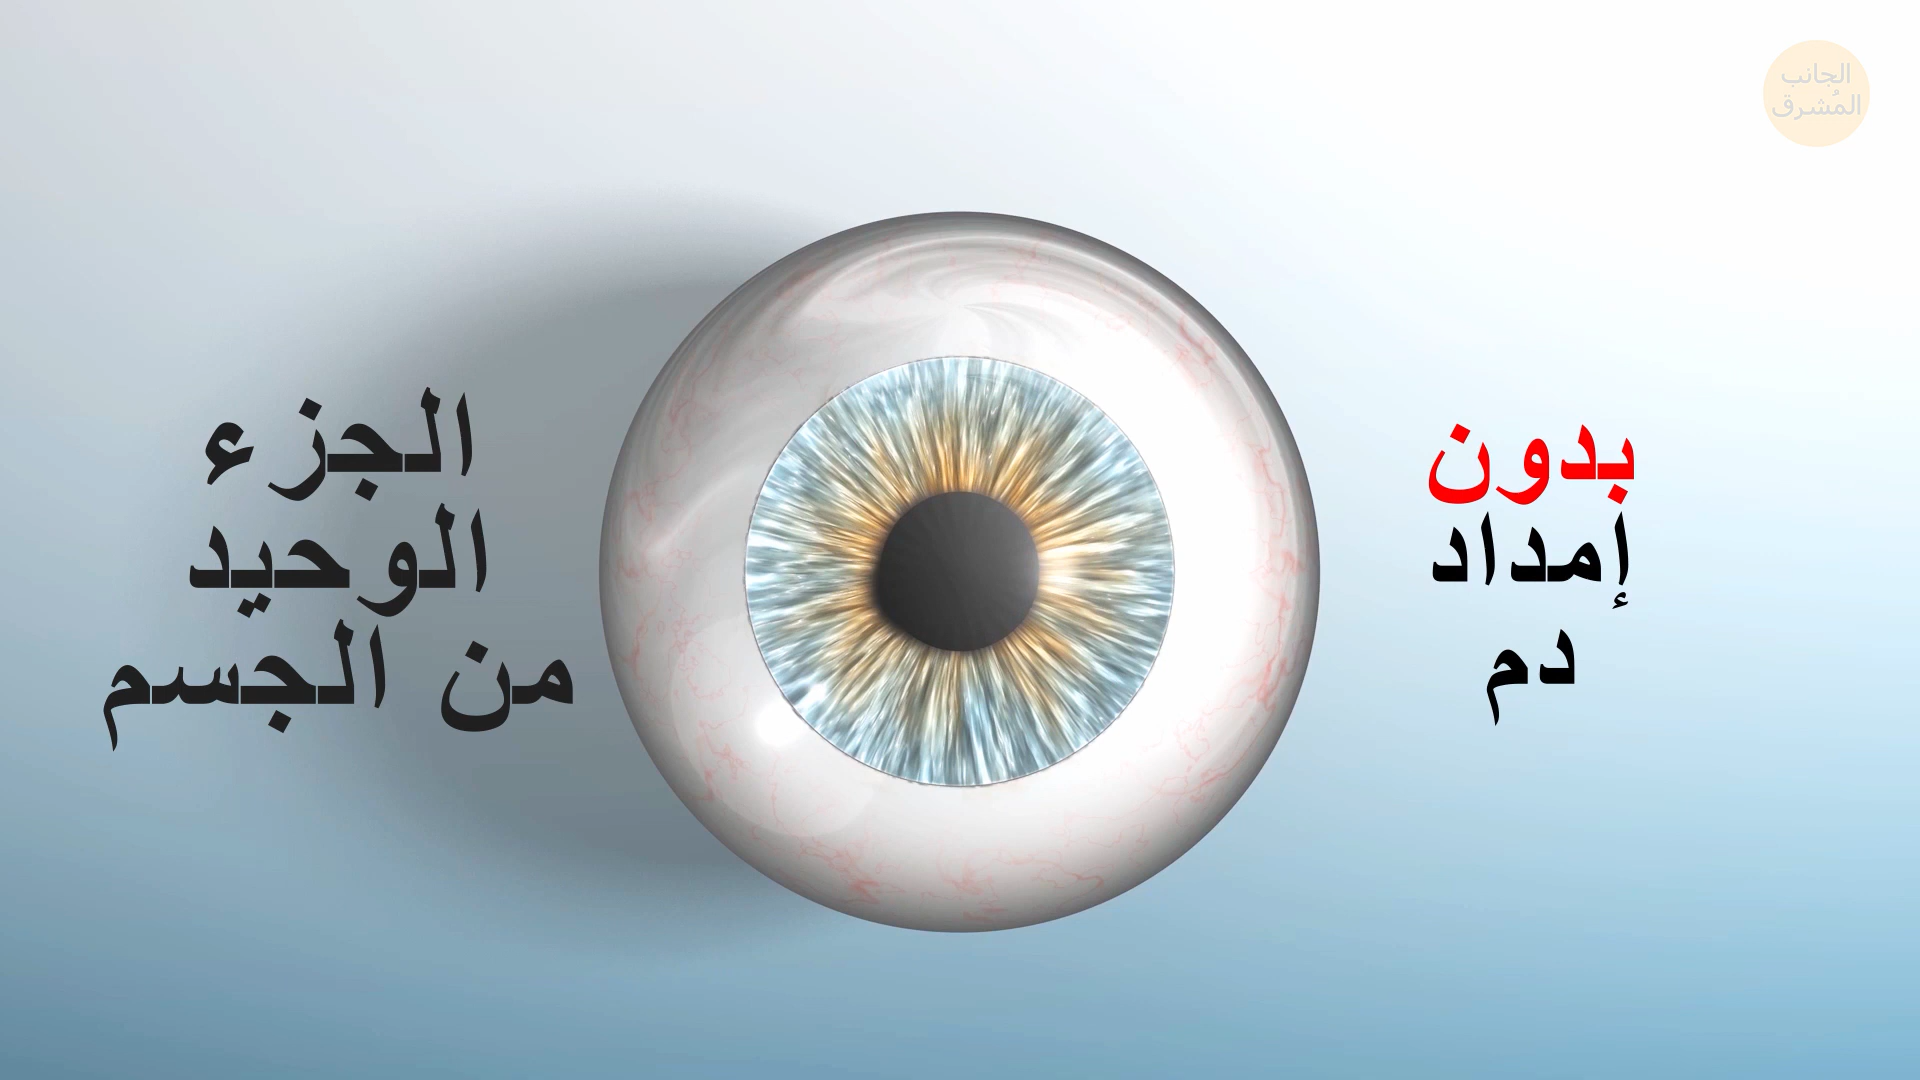 الجانب
المُشرق
الجزء
الوحيد
من الجسم
بدون
إمداد
دم